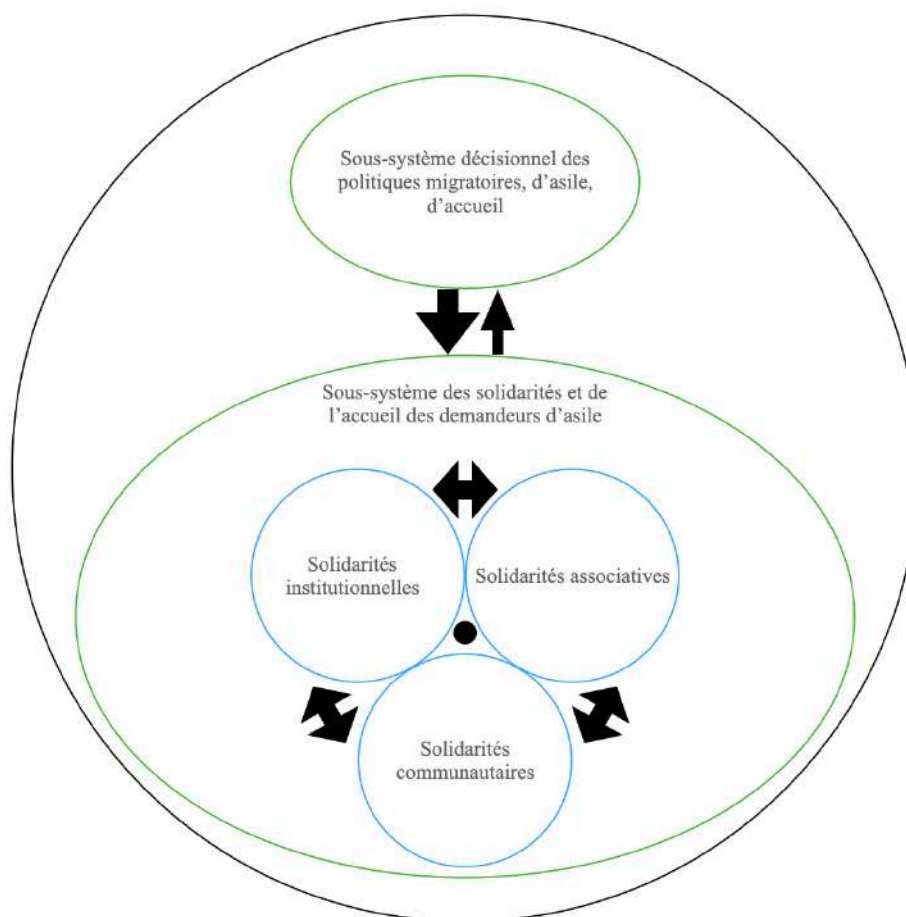 Sous-système décisionnel des
politiques migratoires, d’asile,
d’accueil
Sous-système des solidarités et de
l’accueil des demandeurs d’asile
Solidarités
institutionnelles
Solidarités associatives
Solidarités
communautaires